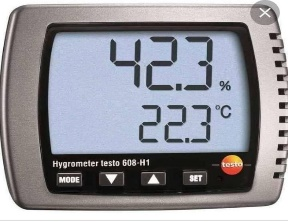 42.3 %
22.3 °C
Hygrometer testo 608-H1
testo
MODE ▼ ▲ SET